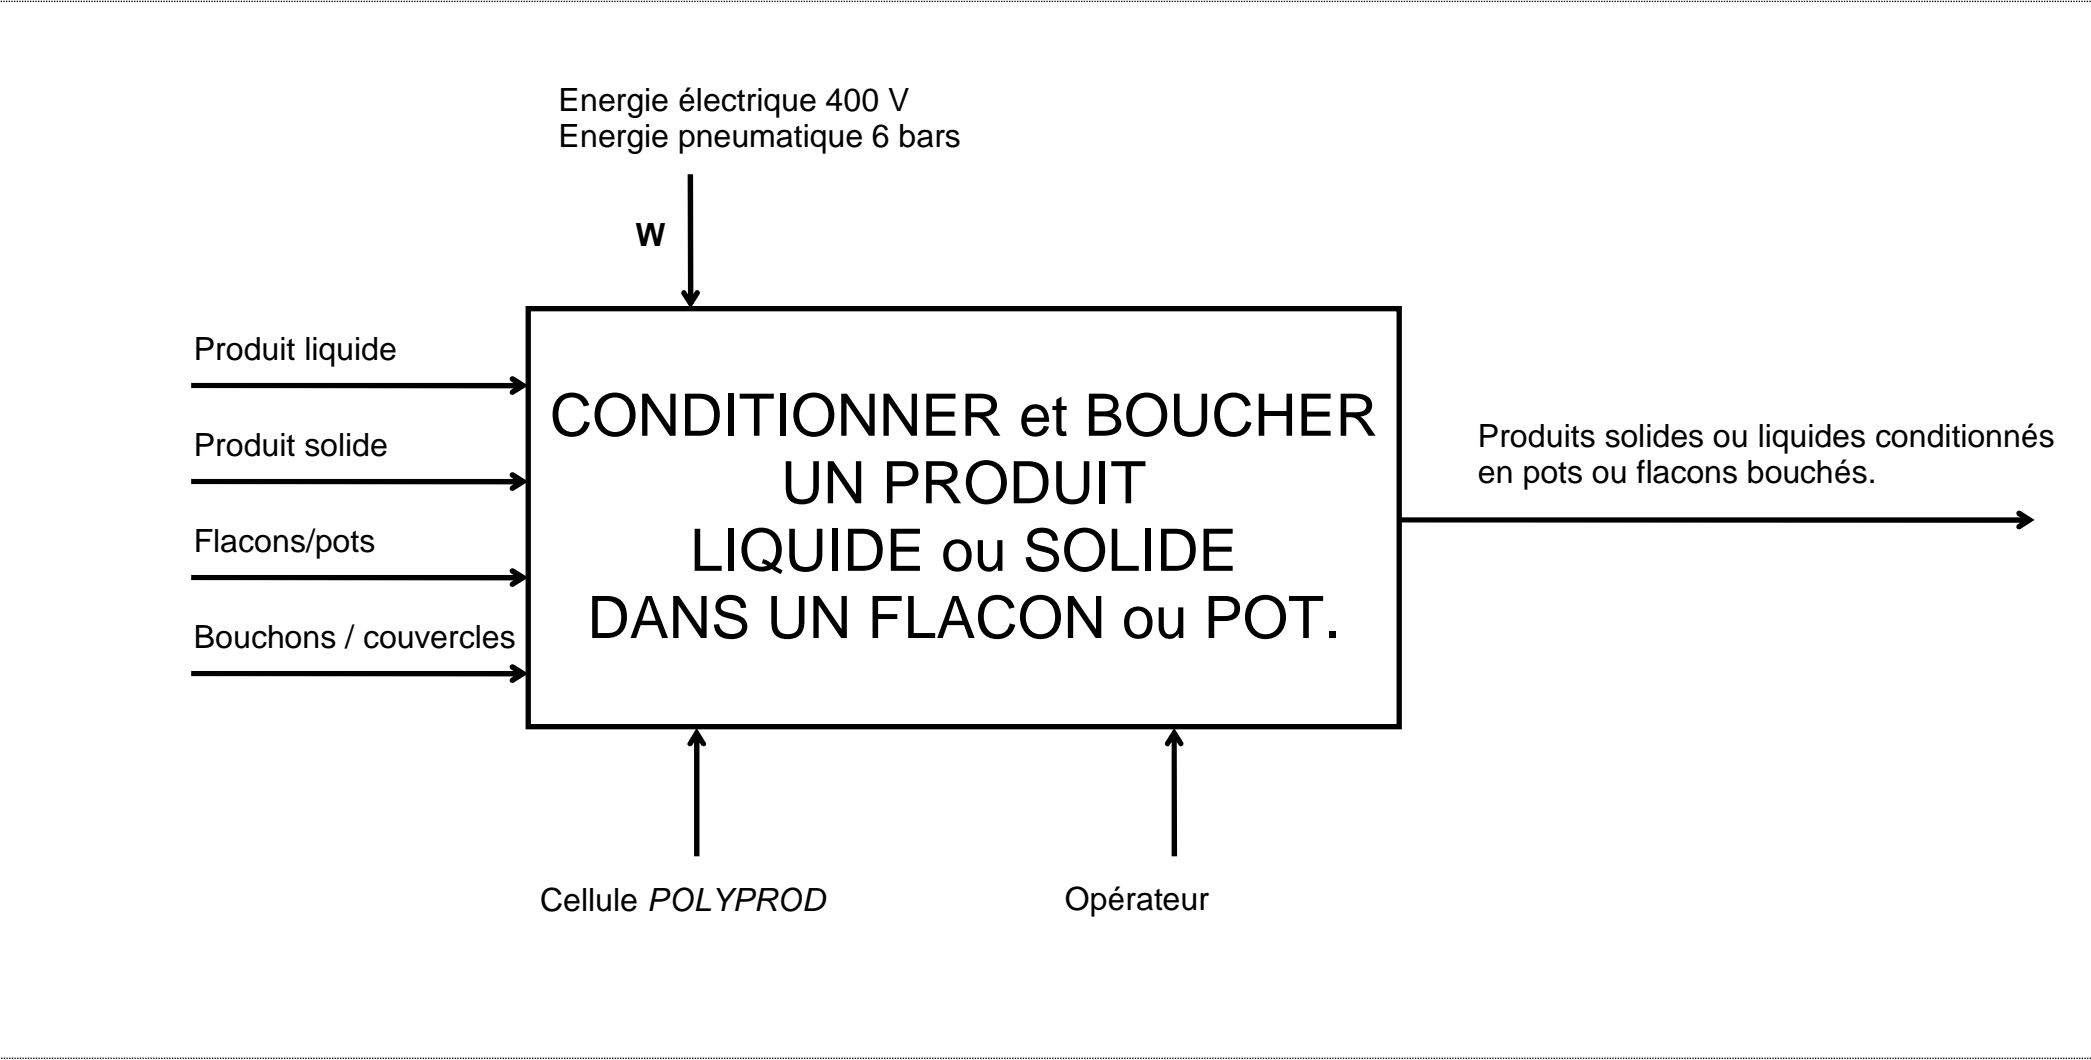 Energie électrique 400 V
Energie pneumatique 6 bars
W
Produit liquide
Produit solide
Flacons/pots
Bouchons / couvercles
CONDITIONNER et BOUCHER
UN PRODUIT
LIQUIDE ou SOLIDE
DANS UN FLACON ou POT.
Produits solides ou liquides conditionnés
en pots ou flacons bouchés.
Cellule POLYPROD
Opérateur